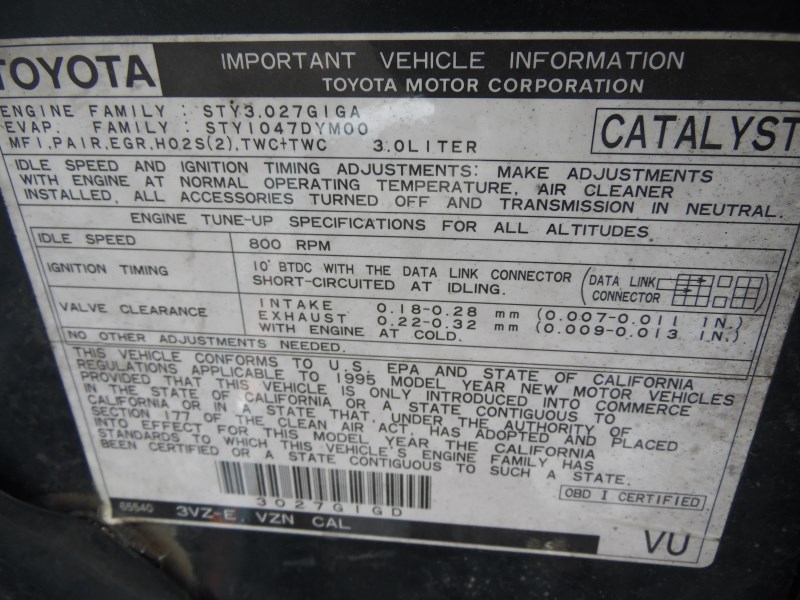 TOYOTA
IMPORTANT VEHICLE INFORMATION
TOYOTA MOTOR CORPORATION
ENGINE FAMILY : STY3.027GIGA
EVAP. FAMILY : STY1047DYM00
MFI,PAIR,EGR,HO2S(2),TWC+TWC 3.0LITER
CATALYST
IDLE SPEED AND IGNITION TIMING ADJUSTMENTS: MAKE ADJUSTMENTS
WITH ENGINE AT NORMAL OPERATING TEMPERATURE, AIR CLEANER
INSTALLED, ALL ACCESSORIES TURNED OFF AND TRANSMISSION IN NEUTRAL.
ENGINE TUNE-UP SPECIFICATIONS FOR ALL ALTITUDES
IDLE SPEED 800 RPM
IGNITION TIMING 10° BTDC WITH THE DATA LINK CONNECTOR
SHORT-CIRCUITED AT IDLING.
(DATA LINK
CONNECTOR )
VALVE CLEARANCE INTAKE 0.18-0.28 mm (0.007-0.011 IN.)
EXHAUST 0.22-0.32 mm (0.009-0.013 IN.)
WITH ENGINE AT COLD.
NO OTHER ADJUSTMENTS NEEDED.
THIS VEHICLE CONFORMS TO U.S. EPA AND STATE OF CALIFORNIA
REGULATIONS APPLICABLE TO 1995 MODEL YEAR NEW MOTOR VEHICLES
PROVIDED THAT THIS VEHICLE IS ONLY INTRODUCED INTO COMMERCE
IN THE STATE OF CALIFORNIA OR A STATE CONTIGUOUS TO
CALIFORNIA OR IN A STATE THAT, UNDER THE AUTHORITY OF
SECTION 177 OF THE CLEAN AIR ACT, HAS ADOPTED AND PLACED
INTO EFFECT FOR THIS MODEL YEAR THE CALIFORNIA
STANDARDS TO WHICH THIS VEHICLE'S ENGINE FAMILY HAS
BEEN CERTIFIED OR A STATE CONTIGUOUS TO SUCH A STATE.
3027GIGD
OBD I CERTIFIED
65540 3VZ-E, VZN CAL
VU